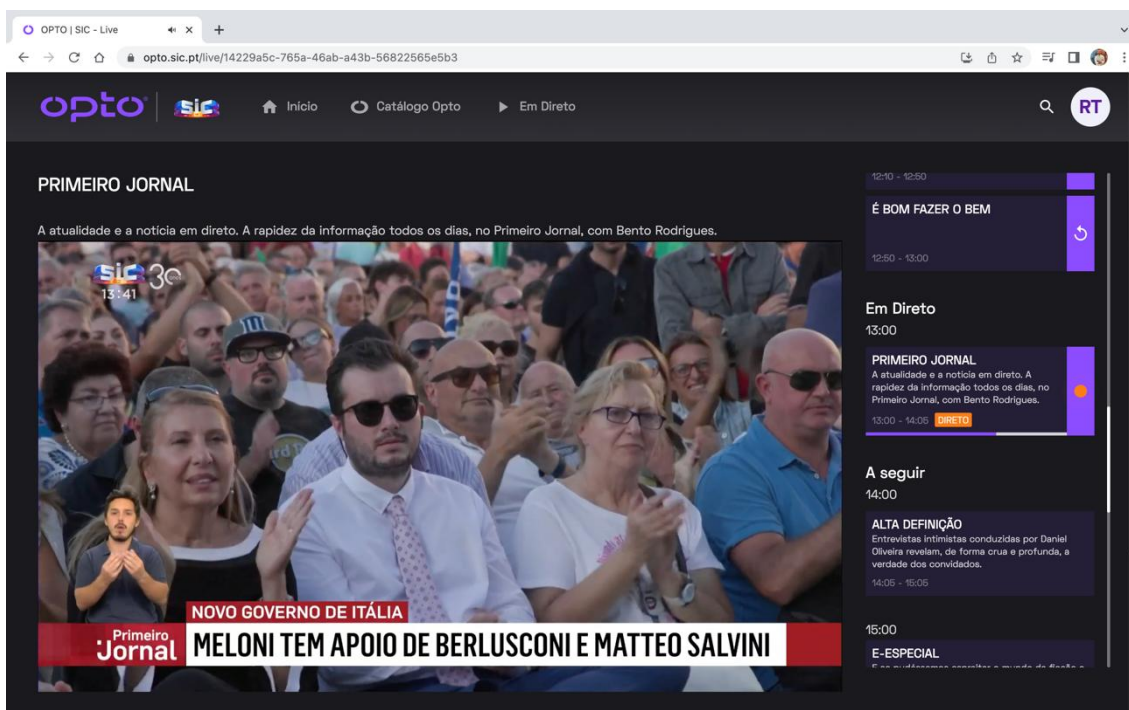 OPTO | SIC - Live
opto.sic.pt/live/14229a5c-765a-46ab-a43b-56822565e5b3
opto
SIC
Início
Catálogo Opto
Em Direto
RT
PRIMEIRO JORNAL
A atualidade e a notícia em direto. A rapidez da informação todos os dias, no Primeiro Jornal, com Bento Rodrigues.
SIC 30
13:41
NOVO GOVERNO DE ITÁLIA
Primeiro
Jornal
MELONI TEM APOIO DE BERLUSCONI E MATTEO SALVINI
12:10 - 12:50
É BOM FAZER O BEM
12:50 - 13:00
Em Direto
13:00
PRIMEIRO JORNAL
A atualidade e a notícia em direto. A
rapidez da informação todos os dias, no
Primeiro Jornal, com Bento Rodrigues.
13:00 - 14:05 DIRETO
A seguir
14:00
ALTA DEFINIÇÃO
Entrevistas intimistas conduzidas por Daniel
Oliveira revelam, de forma crua e profunda, a
verdade dos convidados.
14:05 - 15:05
15:00
E-ESPECIAL